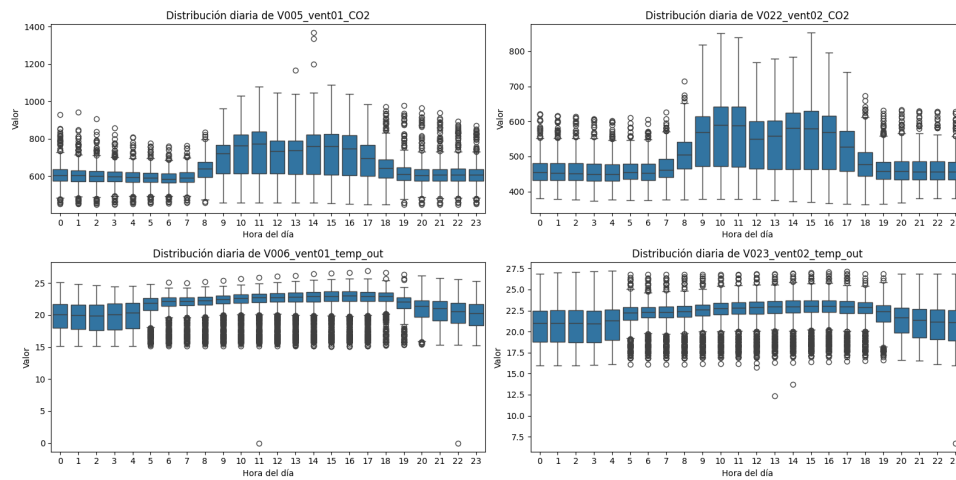 Distribución diaria de V005_vent01_CO2
Valor
1400
1200
1000
800
600
0 1 2 3 4 5 6 7 8 9 10 11 12 13 14 15 16 17 18 19 20 21 22 23
Hora del día
Distribución diaria de V022_vent02_CO2
Valor
800
700
600
500
400
0 1 2 3 4 5 6 7 8 9 10 11 12 13 14 15 16 17 18 19 20 21 22 23
Hora del día
Distribución diaria de V006_vent01_temp_out
Valor
25
20
15
10
5
0
0 1 2 3 4 5 6 7 8 9 10 11 12 13 14 15 16 17 18 19 20 21 22 23
Hora del día
Distribución diaria de V023_vent02_temp_out
Valor
27.5
25.0
22.5
20.0
17.5
15.0
12.5
10.0
7.5
0 1 2 3 4 5 6 7 8 9 10 11 12 13 14 15 16 17 18 19 20 21 22 23
Hora del día